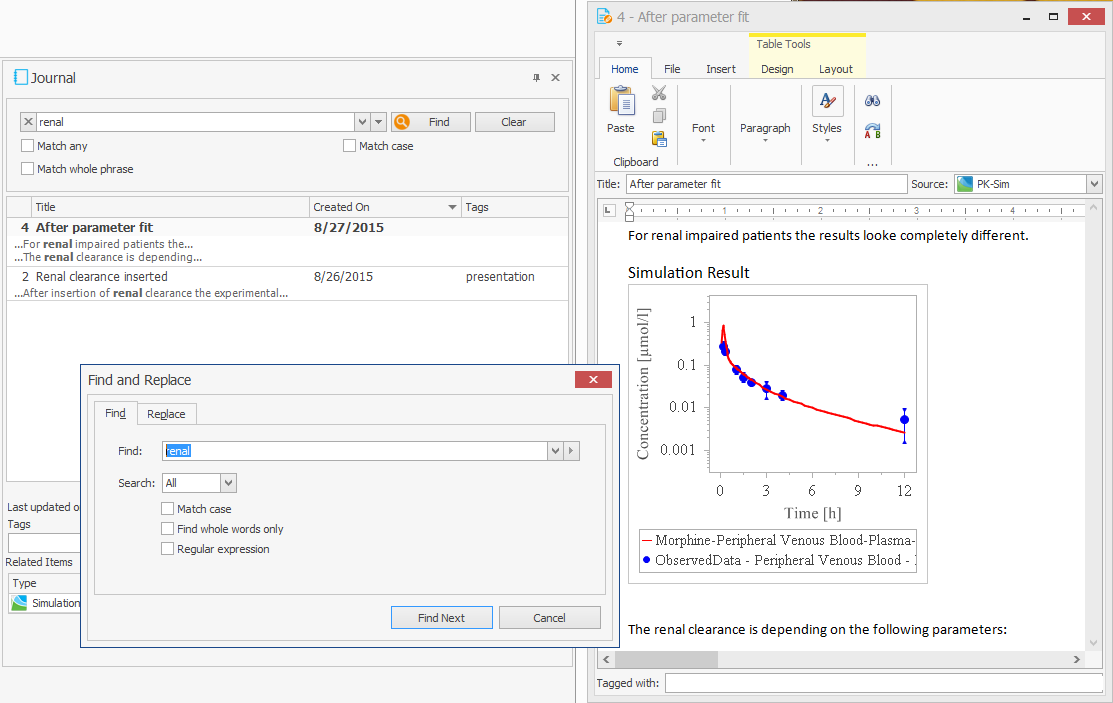 Journal
renal
Find
Clear
Match any
Match case
Match whole phrase
Title
Created On
Tags
4 After parameter fit 8/27/2015
...For renal impaired patients the...
...The renal clearance is depending...
2 Renal clearance inserted 8/26/2015 presentation
...After insertion of renal clearance the experimental...
Last updated o
Tags
Related Items
Type
Simulation
Find and Replace
Find
Replace
Find: renal
Search: All
Match case
Find whole words only
Regular expression
Find Next
Cancel
4 - After parameter fit
Table Tools
Home
File
Insert
Design
Layout
Paste
Clipboard
Font
Paragraph
Styles
A
A B
...
Title: After parameter fit
Source: PK-Sim
L
1 2 3 4
For renal impaired patients the results looke completely different.
Simulation Result
Concentration [µmol/l]
1
0.1
0.01
0.001
0 3 6 9 12
Time [h]
Morphine-Peripheral Venous Blood-Plasma-
ObservedData - Peripheral Venous Blood -
The renal clearance is depending on the following parameters:
Tagged with: